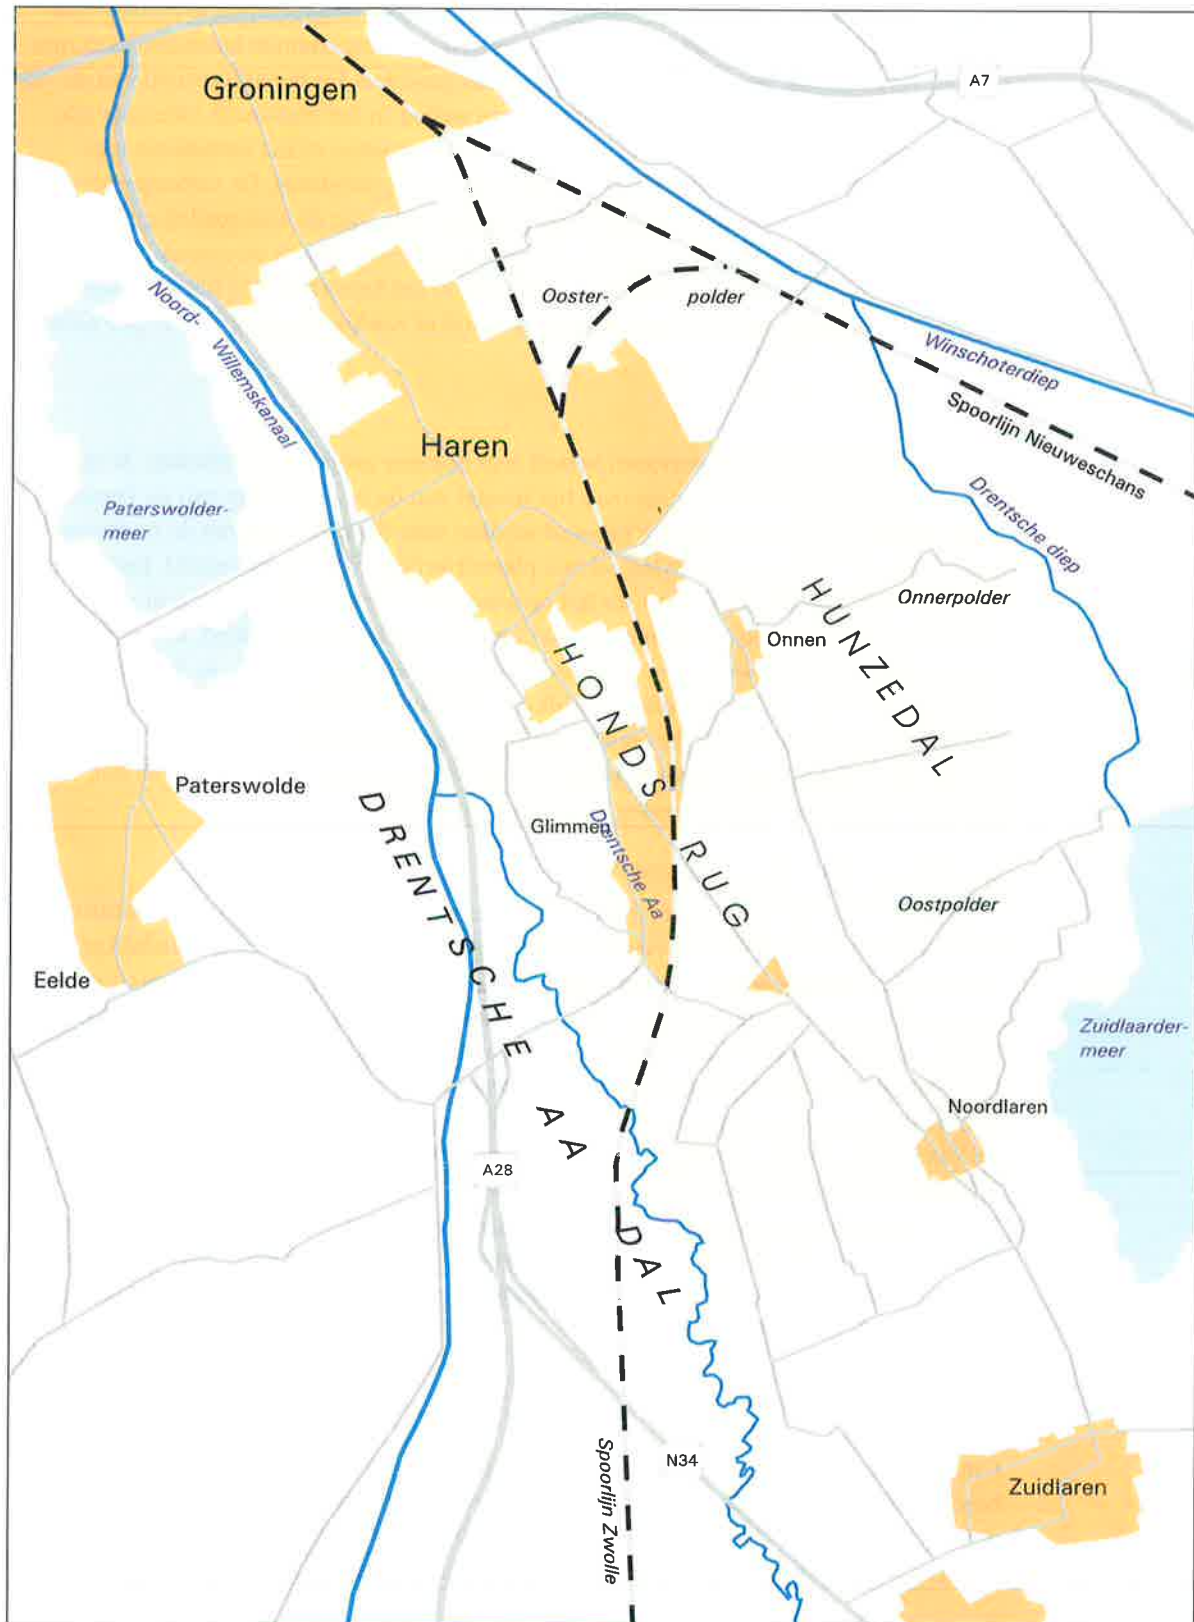 Groningen
A7
Noord-
Willemskanaal
Ooster-
polder
Winschoterdiep
Spoorlijn Nieuweschans
Haren
Paterswolder-
meer
Drentsche diep
HUNZEDAL
Onnerpolder
Onnen
HONDSRUG
Paterswolde
Glimmen
Drentsche Aa
DRENTSCHE AA DAL
Oostpolder
Eelde
Zuidlaarder-
meer
Noordlaren
A28
N34
Spoorlijn Zwolle
Zuidlaren